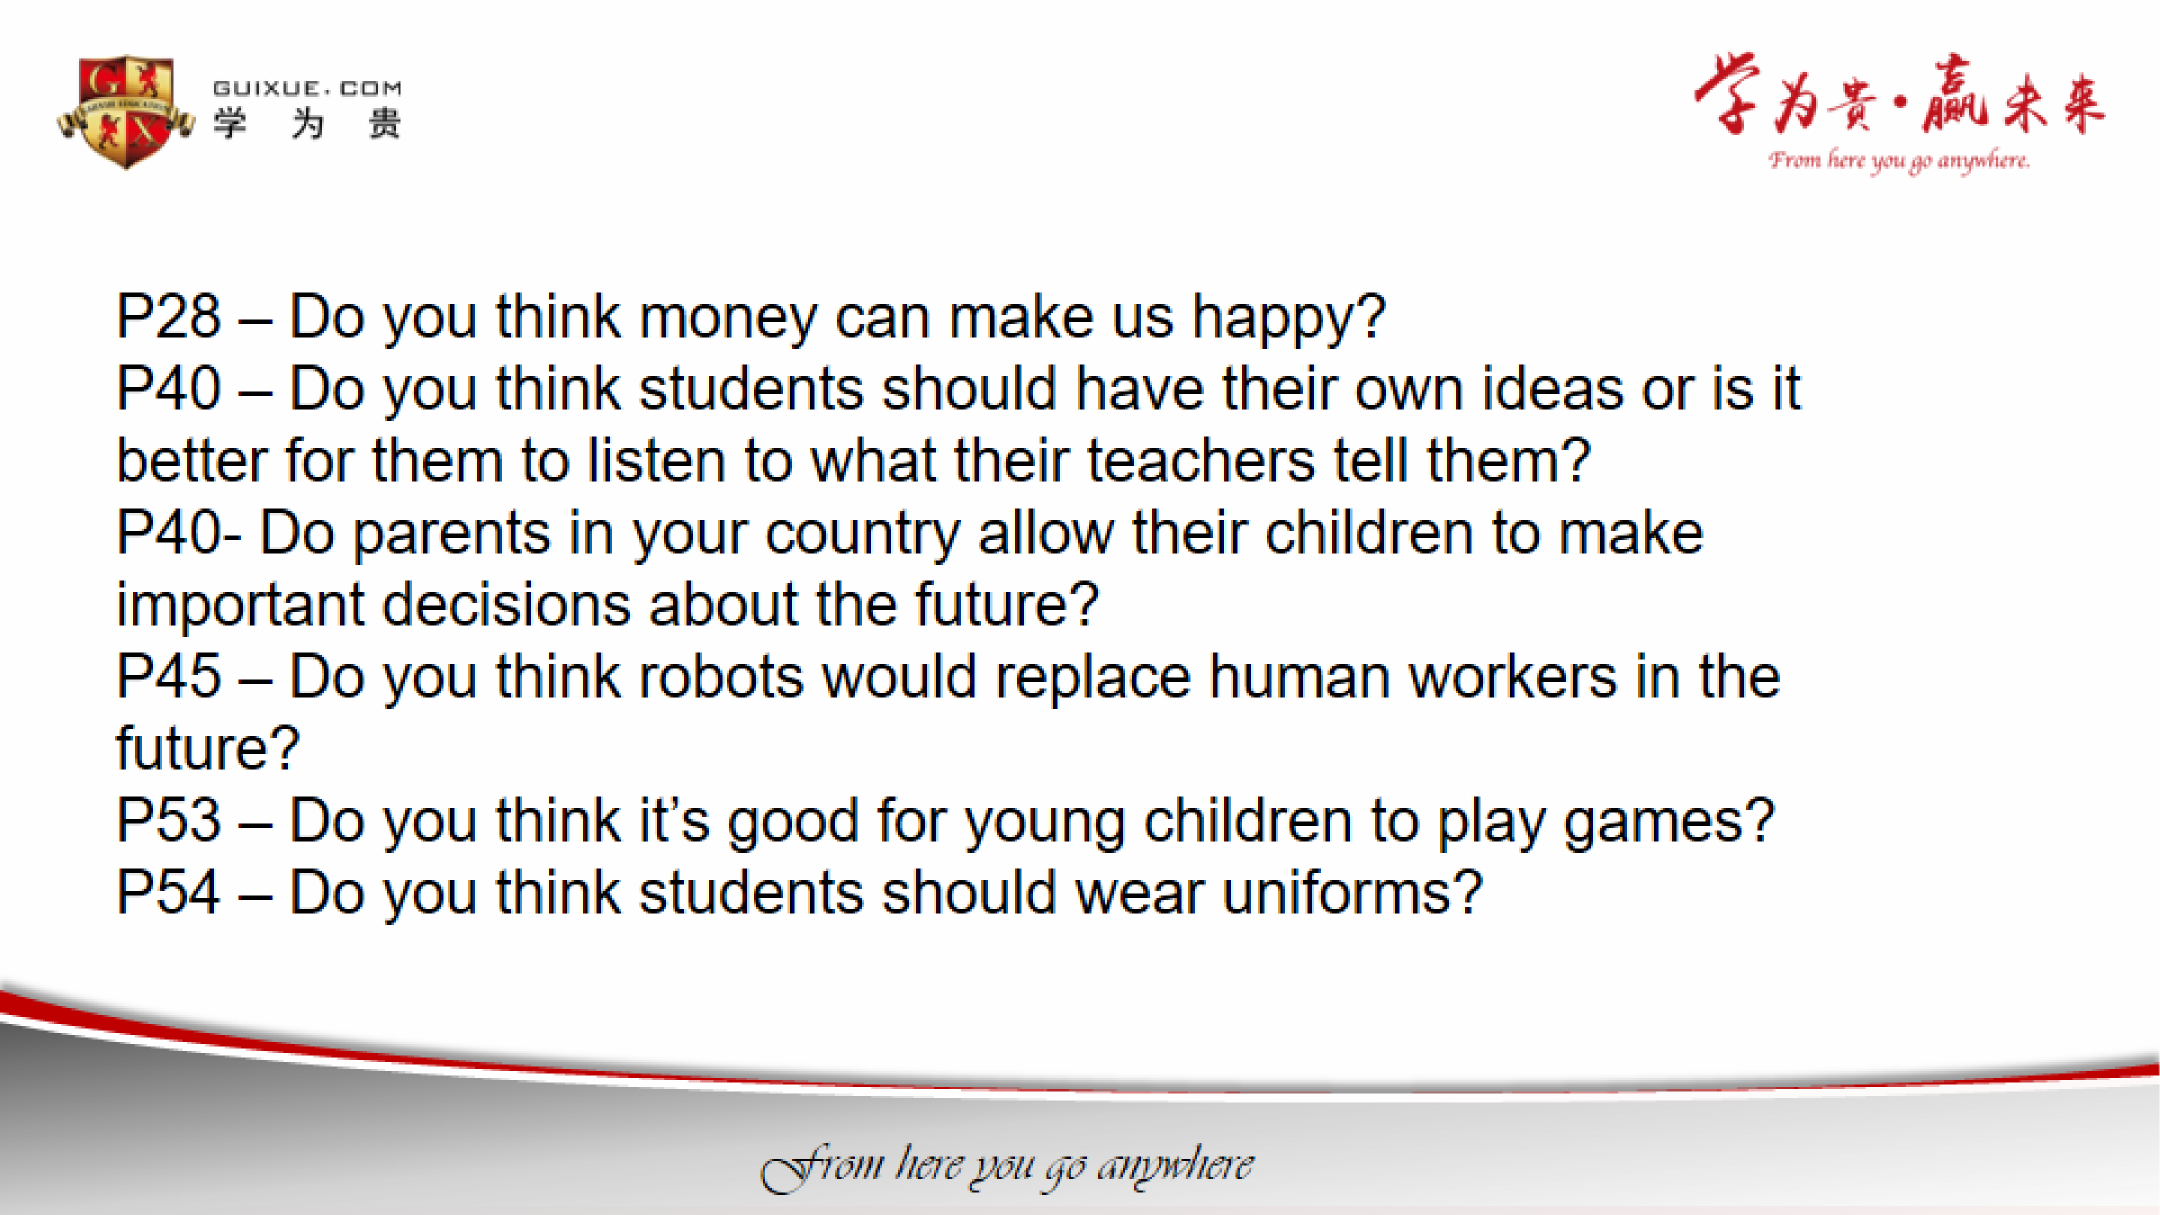 GUIXUE.COM
学为贵
学为贵·赢未来
From here you go anywhere.
P28 – Do you think money can make us happy?
P40 – Do you think students should have their own ideas or is it
better for them to listen to what their teachers tell them?
P40- Do parents in your country allow their children to make
important decisions about the future?
P45 – Do you think robots would replace human workers in the
future?
P53 – Do you think it’s good for young children to play games?
P54 – Do you think students should wear uniforms?
From here you go anywhere